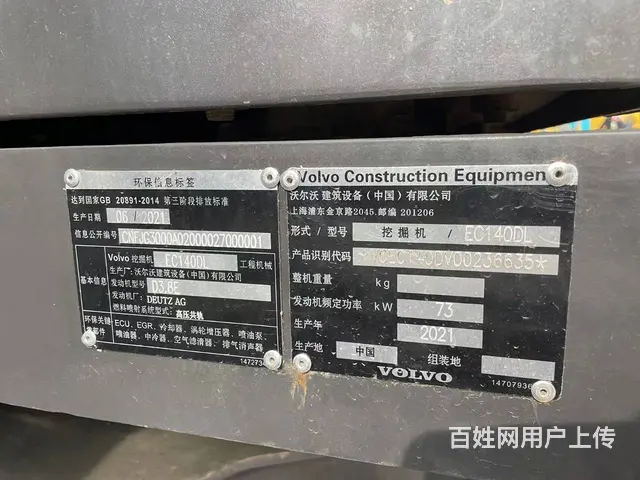 环保信息标签
达到国家GB 20891-2014 第三阶段排放标准
生产日期 06 / 2021
信息公开编号 CNFJG300DA02000027000001
基本信息
Volvo 挖掘机 EC140DL 工程机械
生产厂：沃尔沃建筑设备（中国）有限公司
发动机型号： D3.8E
发动机厂： DEUTZ AG
燃料喷射系统型式：高压共轨
环保关键零部件
ECU、EGR、冷却器、涡轮增压器、喷油泵、
喷油器、中冷器、空气滤清器、排气消声器
Volvo Construction Equipmen
沃尔沃 建筑设备（中国）有限公司
上海浦东金京路2045.邮编 201206
形式／型号 挖掘机 / EC140DL
产品识别代码
整机重量 kg
发动机额定功率 kW 73
生产年 2021
生产地 中国 组装地
VOLVO
百姓网用户上传